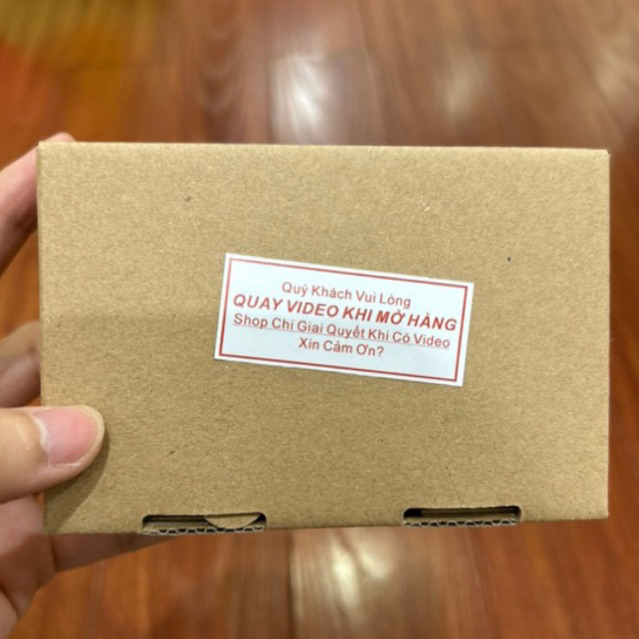 Quý Khách Vui Lòng
QUAY VIDEO KHI MỞ HÀNG
Shop Chỉ Giải Quyết Khi Có Video
Xin Cảm Ơn?